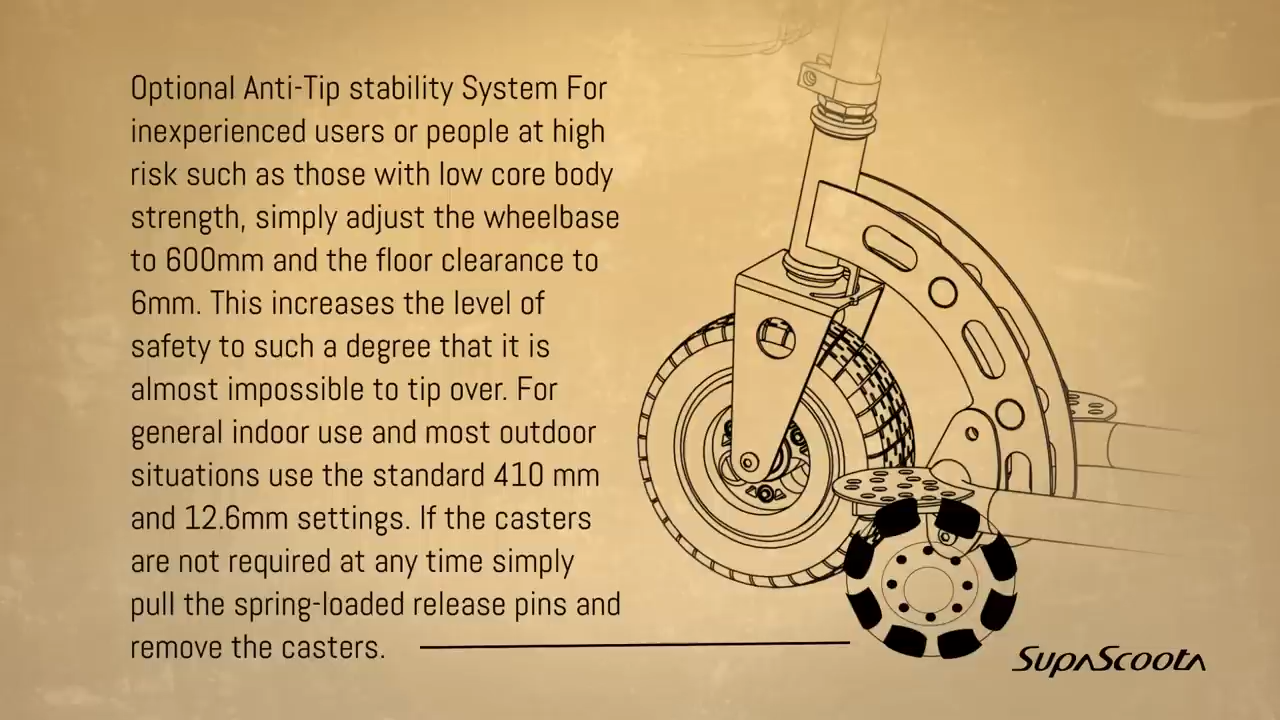 Optional Anti-Tip stability System For
inexperienced users or people at high
risk such as those with low core body
strength, simply adjust the wheelbase
to 600mm and the floor clearance to
6mm. This increases the level of
safety to such a degree that it is
almost impossible to tip over. For
general indoor use and most outdoor
situations use the standard 410 mm
and 12.6mm settings. If the casters
are not required at any time simply
pull the spring-loaded release pins and
remove the casters.
SupaScoota